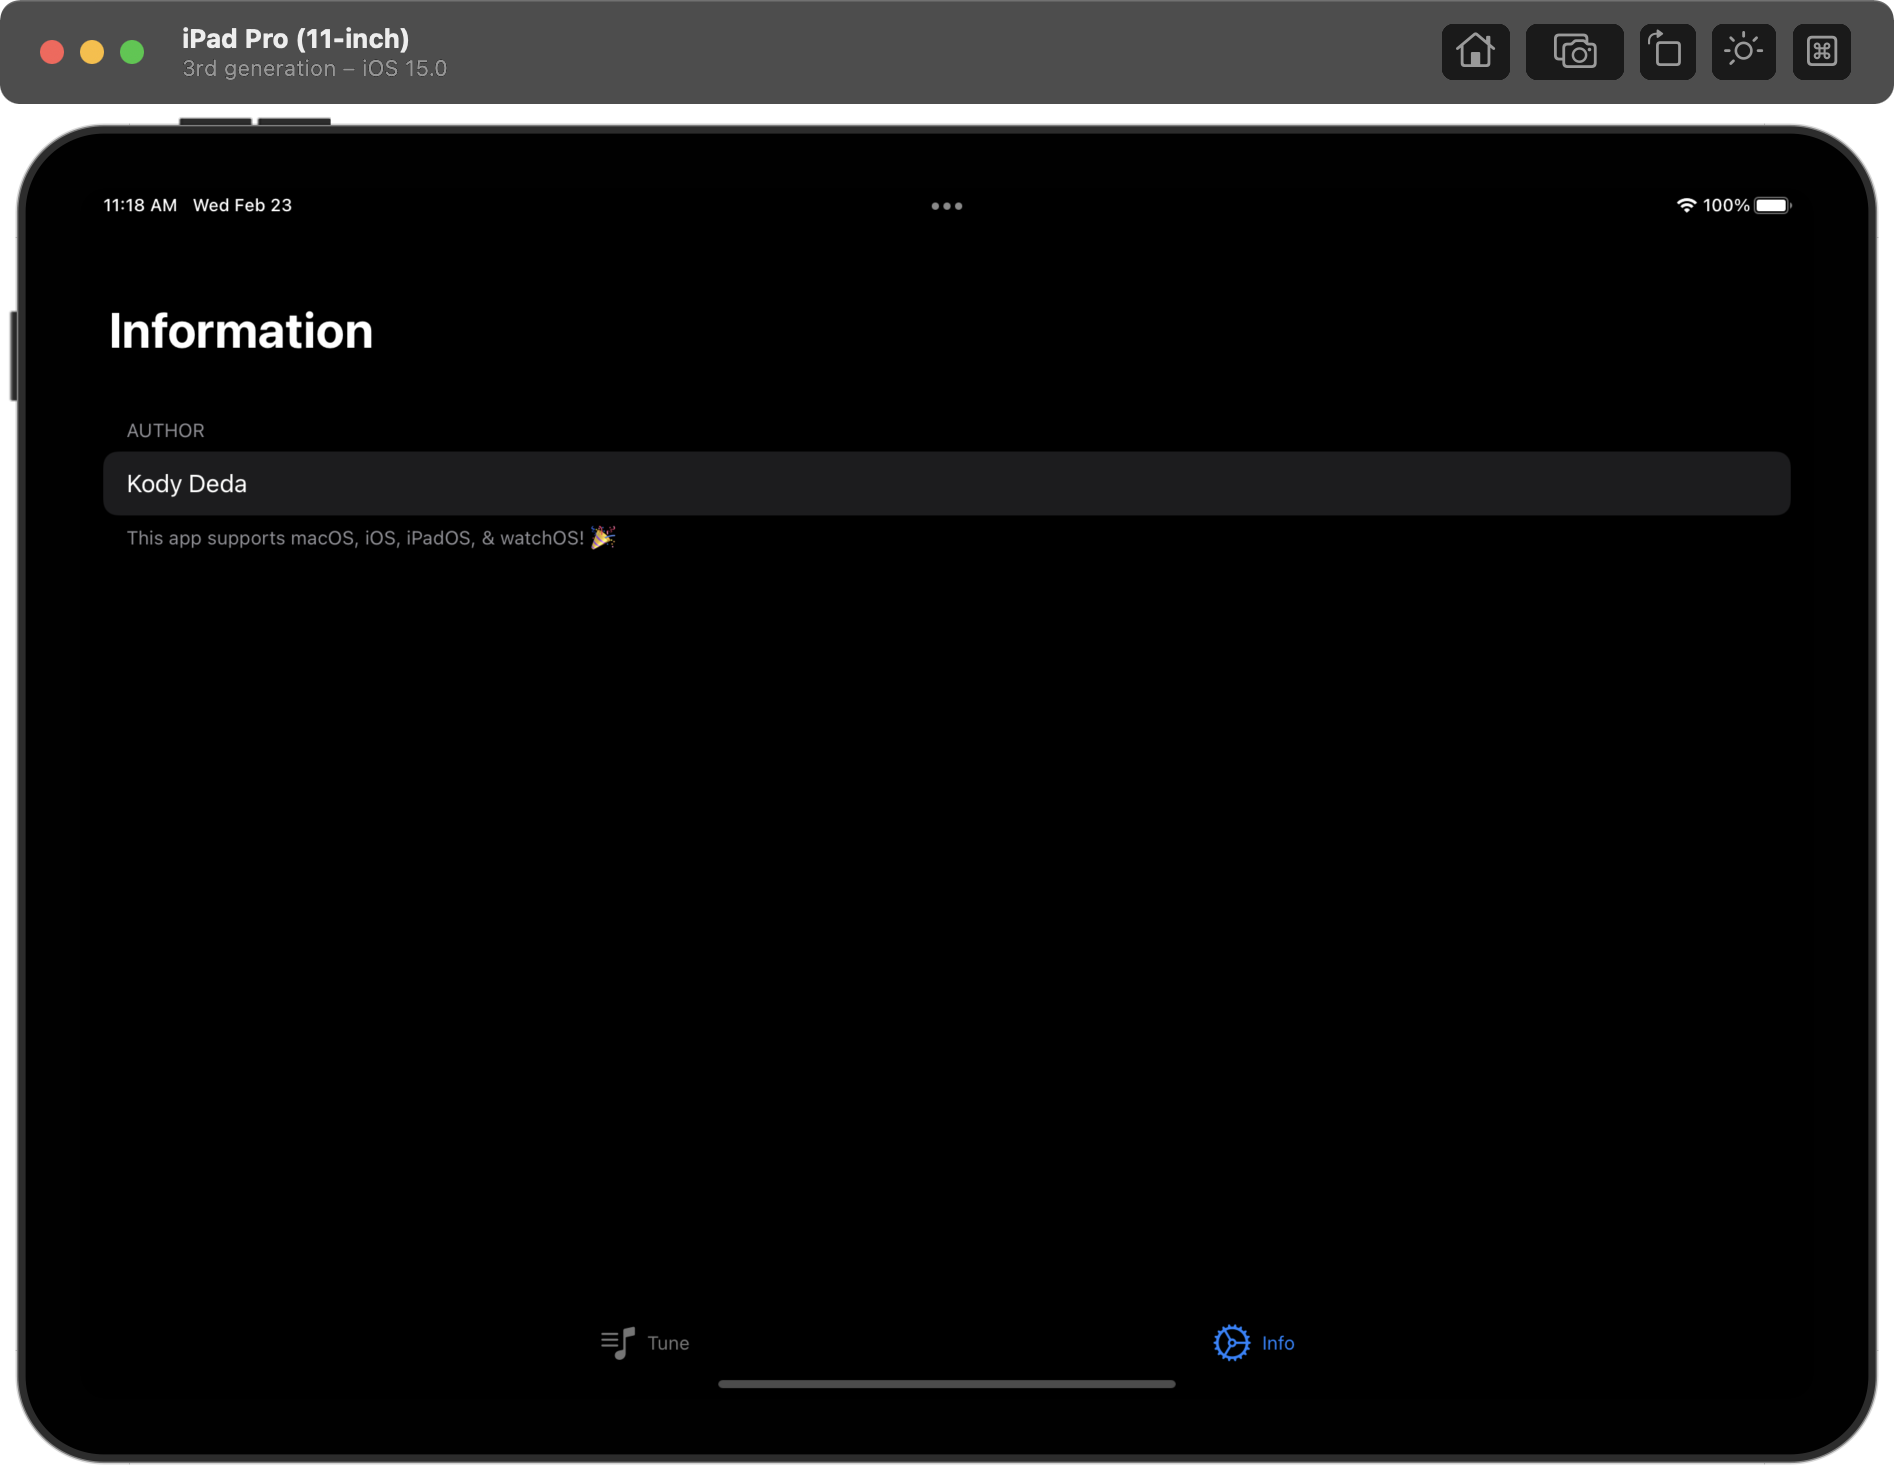 iPad Pro (11-inch)
3rd generation – iOS 15.0
11:18 AM Wed Feb 23
100%
Information
AUTHOR
Kody Deda
This app supports macOS, iOS, iPadOS, & watchOS! 🎉
Tune
Info